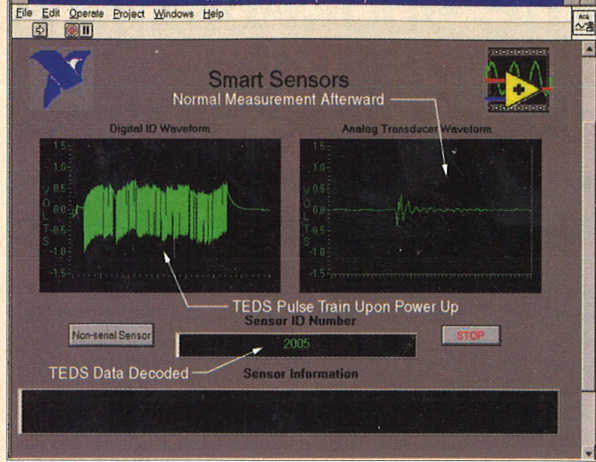 File Edit Operate Project Windows Help
Smart Sensors
Normal Measurement Afterward
Digital ID Waveform
Analog Transducer Waveform
1.5
1.0
0.5
0.0
-0.5
-1.0
-1.5
VOLTS
1.5
1.0
0.5
0.0
-0.5
-1.0
-1.5
VOLTS
TEDS Pulse Train Upon Power Up
Sensor ID Number
Non-serial Sensor
2005
STOP
TEDS Data Decoded
Sensor Information